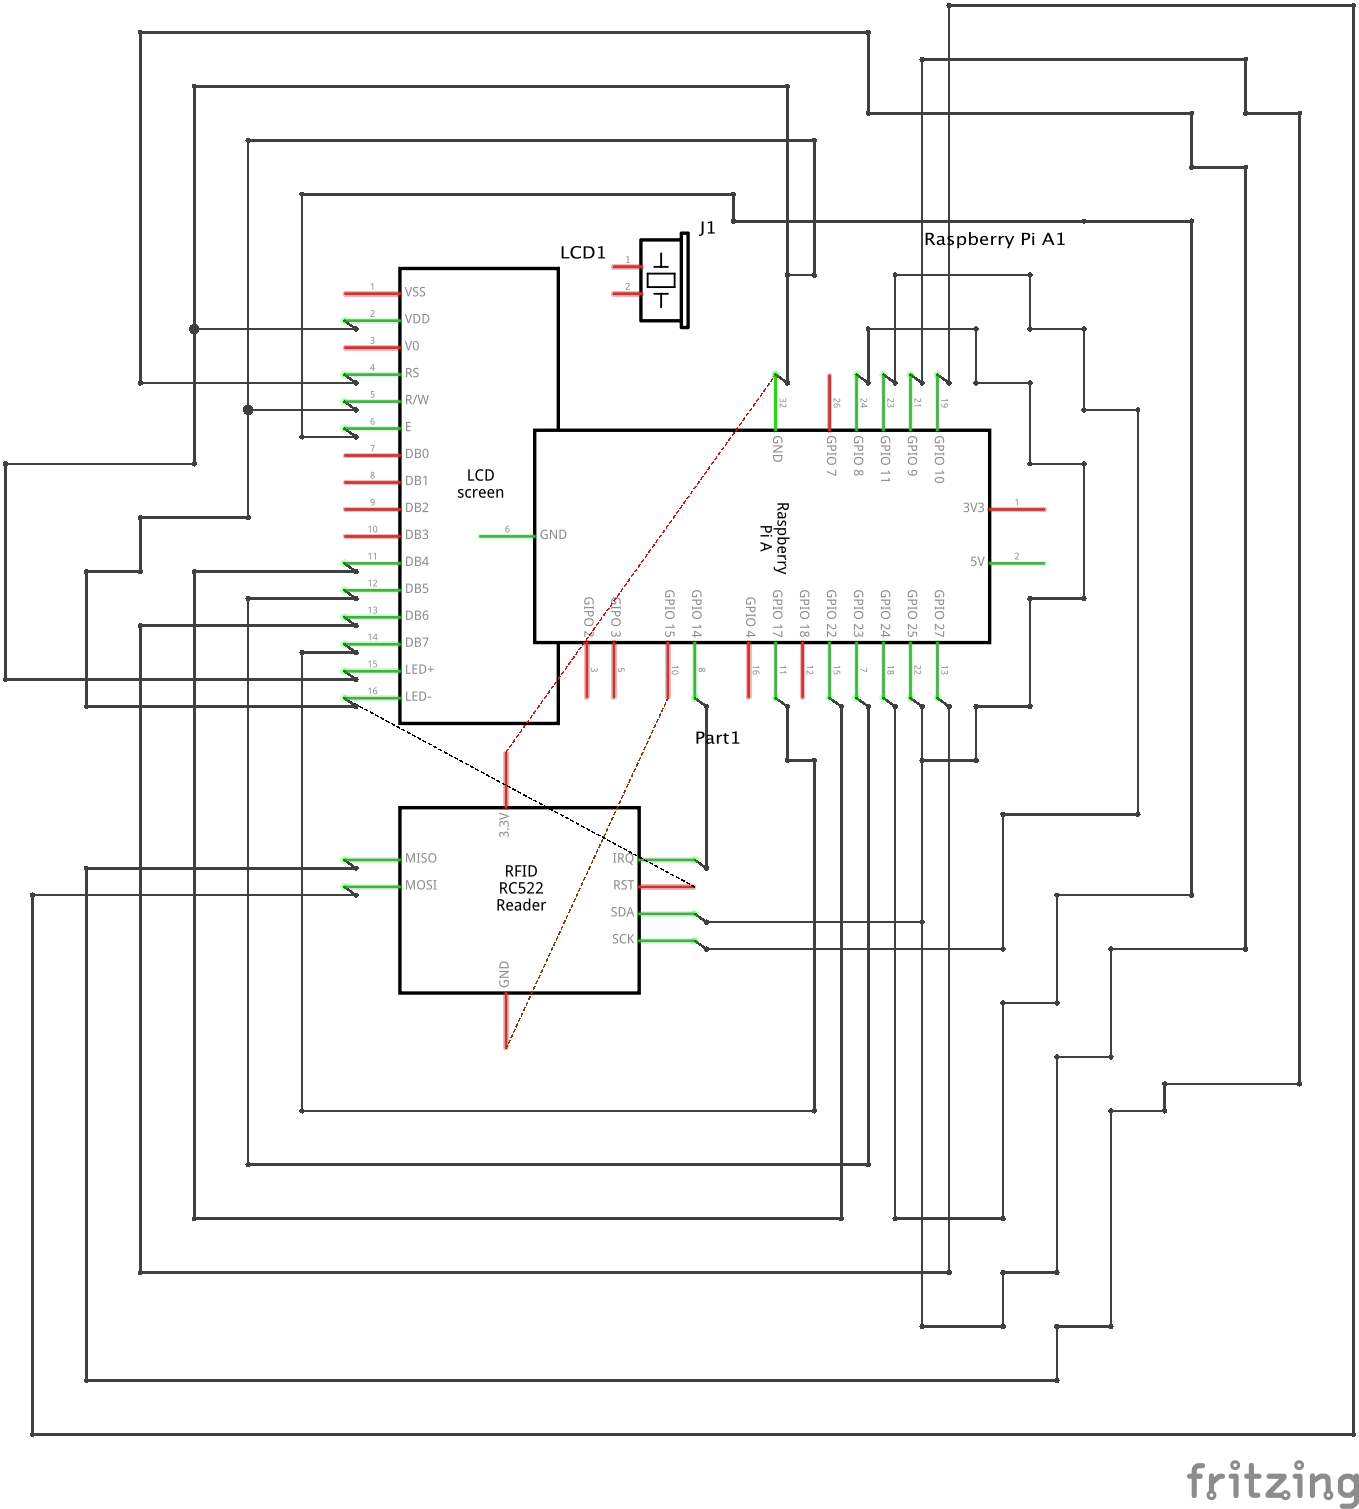 J1
LCD1
1
2
Raspberry Pi A1
1 VSS
2 VDD
3 V0
4 RS
5 R/W
6 E
7 DB0
8 DB1
9 DB2
10 DB3
11 DB4
12 DB5
13 DB6
14 DB7
15 LED+
16 LED-
LCD
screen
32 GND
26 GPIO 7
24 GPIO 8
23 GPIO 11
21 GPIO 9
19 GPIO 10
3V3 1
5V 2
6 GND
Raspberry
Pi A
GIPO 2 3
GIPO 3 5
GPIO 15 10
GPIO 14 8
GPIO 4 16
GPIO 17 11
GPIO 18 12
GPIO 22 15
GPIO 23 7
GPIO 24 18
GPIO 25 22
GPIO 27 13
Part1
3.3V
MISO
MOSI
RFID
RC522
Reader
IRQ
RST
SDA
SCK
GND
fritzing